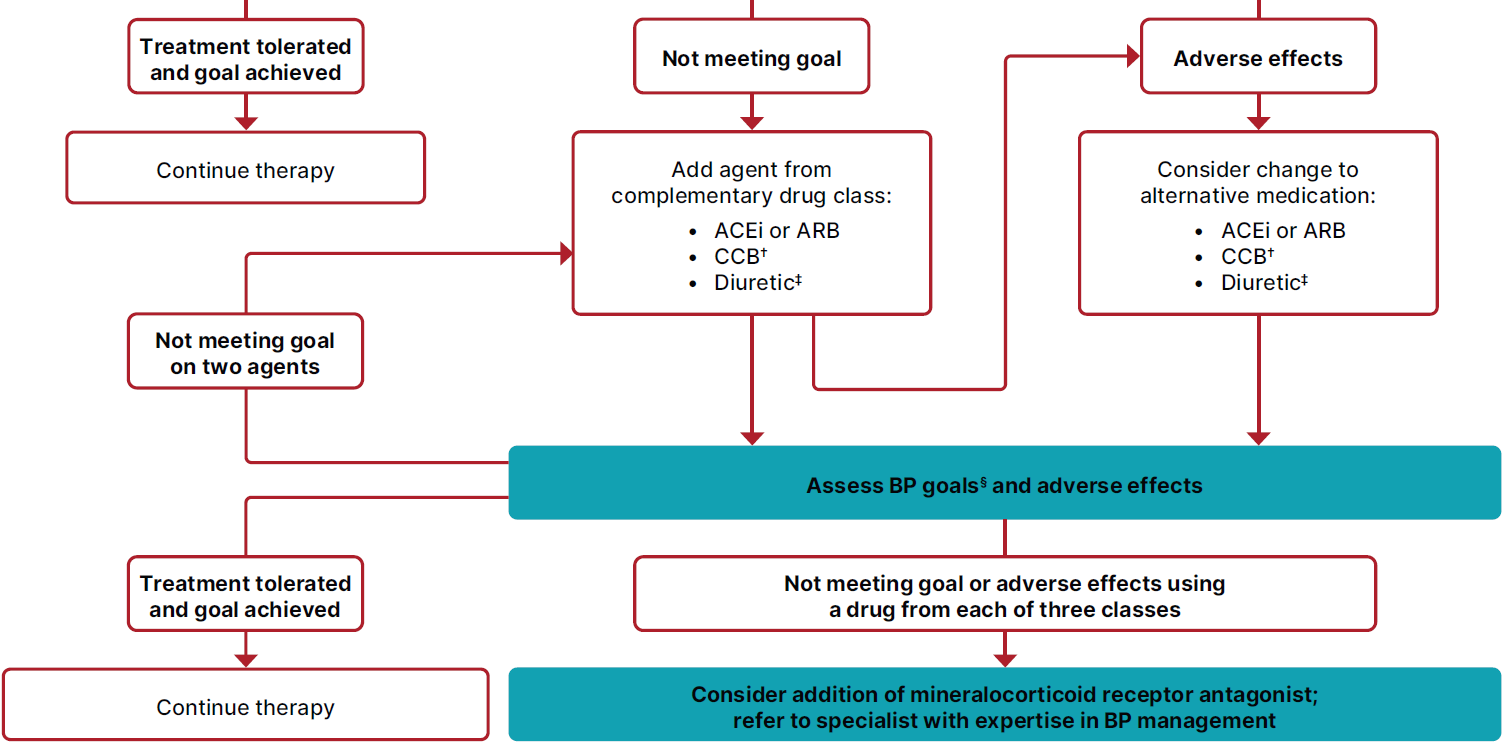 Treatment tolerated
and goal achieved
Not meeting goal
Adverse effects
Continue therapy
Add agent from
complementary drug class:
• ACEi or ARB
• CCB†
• Diuretic‡
Consider change to
alternative medication:
• ACEi or ARB
• CCB†
• Diuretic‡
Not meeting goal
on two agents
Assess BP goals§ and adverse effects
Treatment tolerated
and goal achieved
Not meeting goal or adverse effects using
a drug from each of three classes
Continue therapy
Consider addition of mineralocorticoid receptor antagonist;
refer to specialist with expertise in BP management